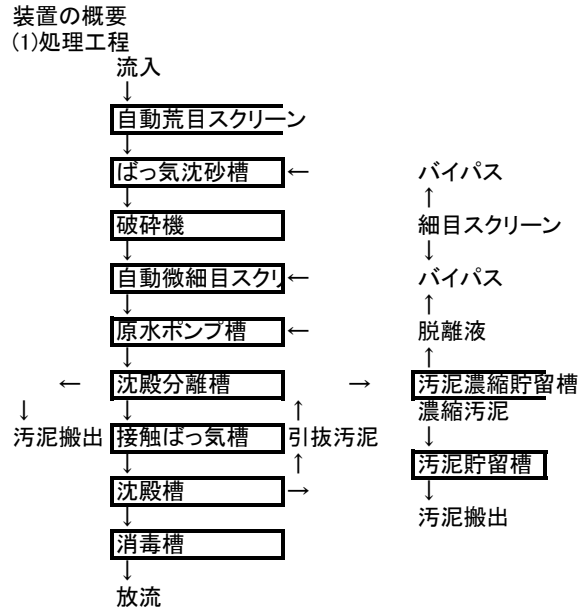 装置の概要
(1)処理工程
流入
↓
自動荒目スクリーン
↓
ばっ気沈砂槽 ← バイパス
↓ ↑
破砕機 細目スクリーン
↓ ↓
自動微細目スクリ ← バイパス
↓ ↑
原水ポンプ槽 ← 脱離液
↓ ↑
← 沈殿分離槽 → 汚泥濃縮貯留槽
↓ ↓ ↑ 濃縮汚泥
汚泥搬出 接触ばっ気槽 引抜汚泥 ↓
↓ ↑ 汚泥貯留槽
沈殿槽 → ↓
↓ 汚泥搬出
消毒槽
↓
放流